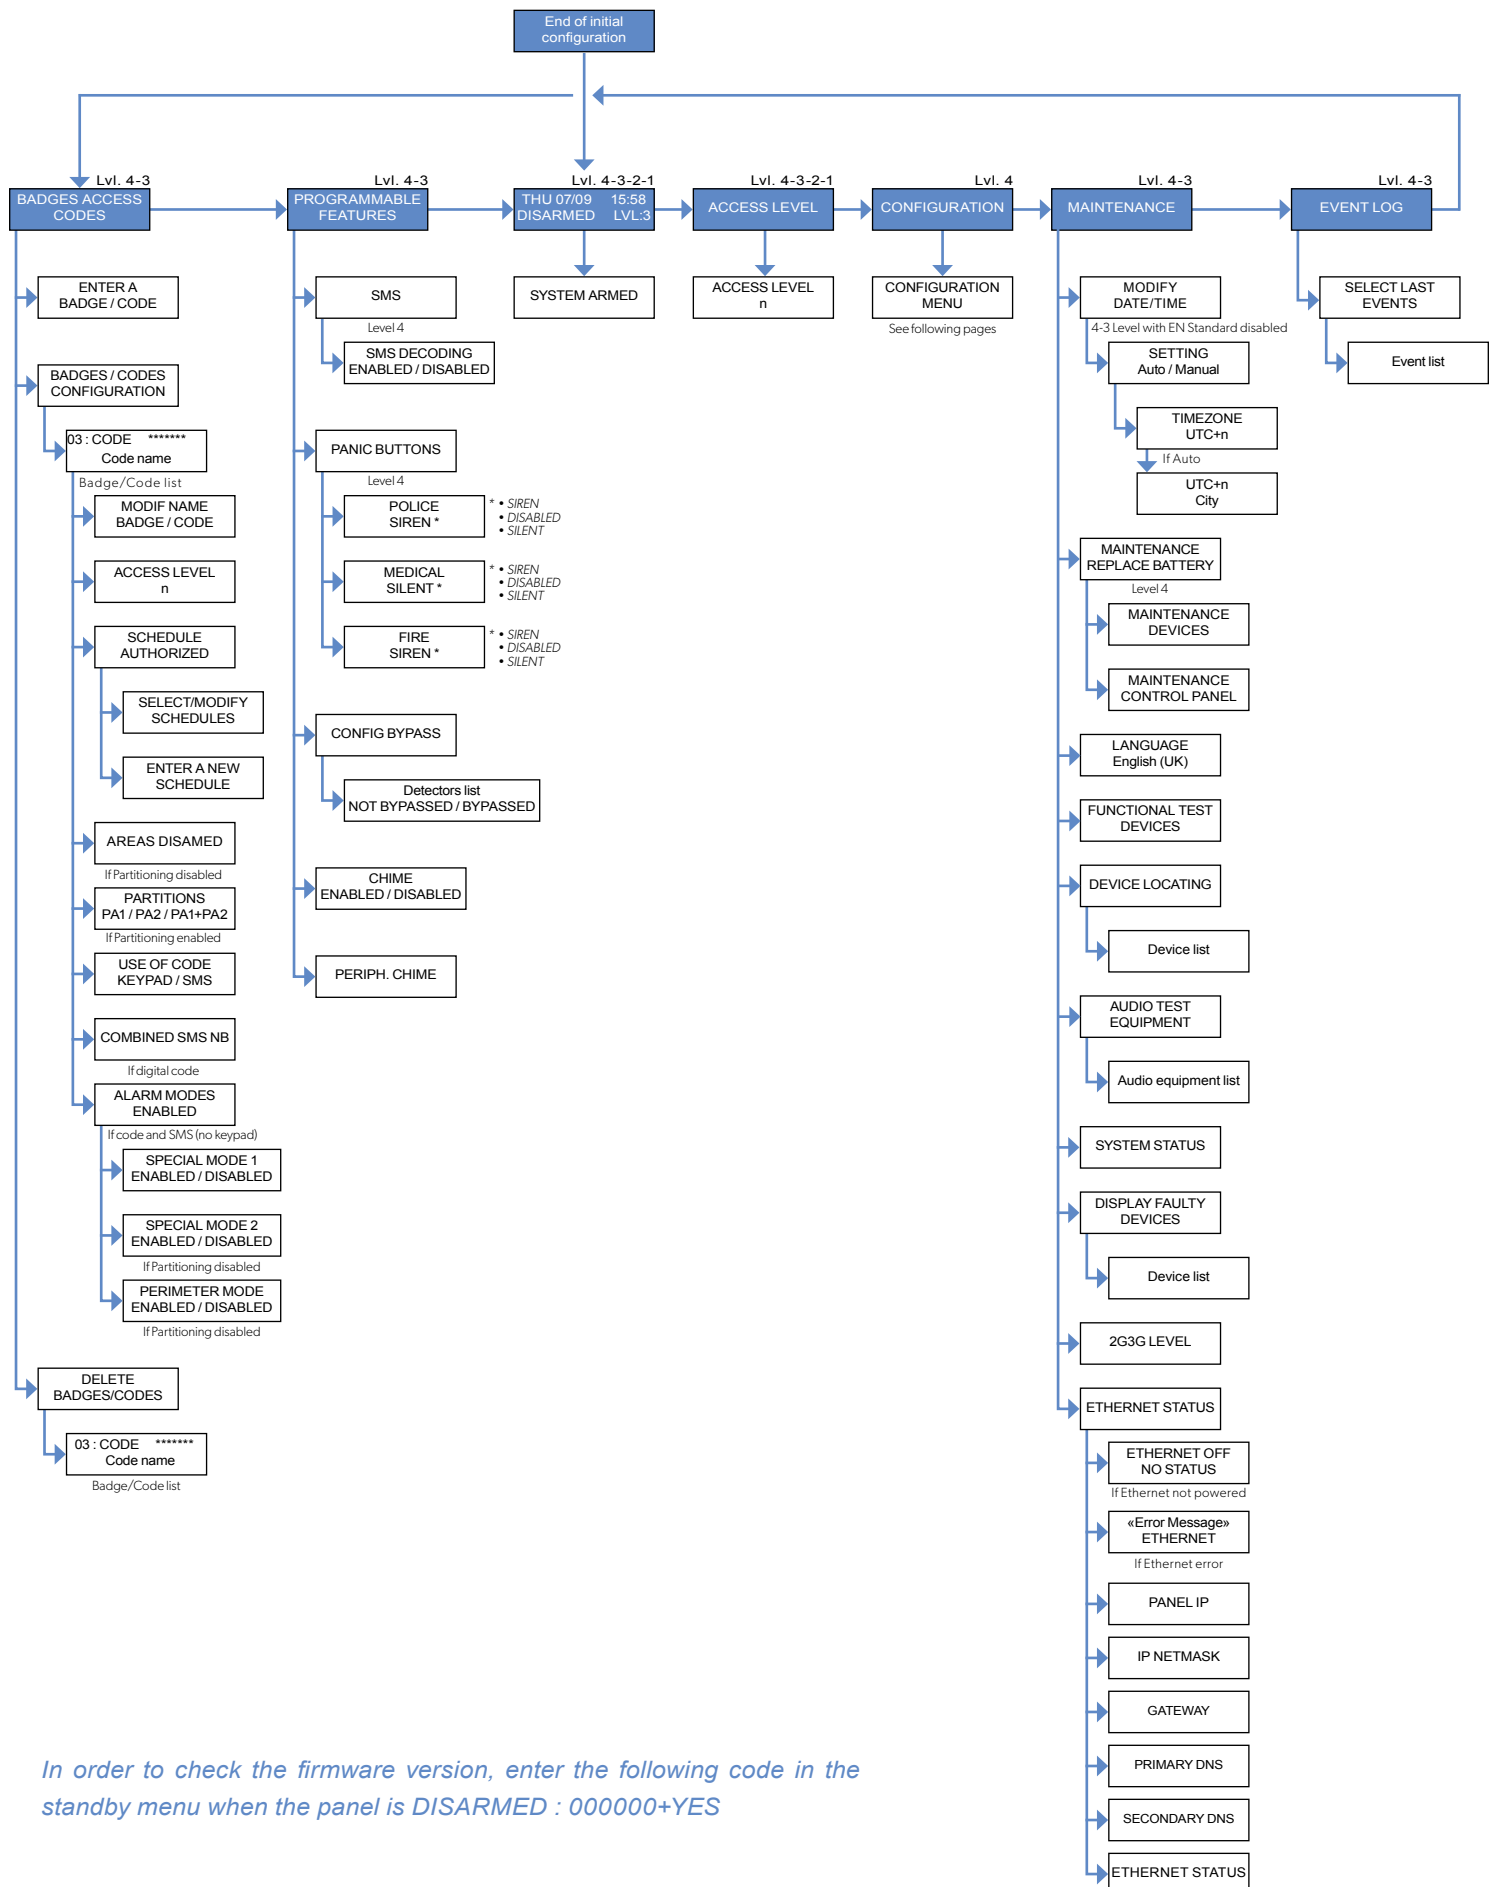 End of initial
configuration
Lvl. 4-3
BADGES ACCESS
CODES
Lvl. 4-3
PROGRAMMABLE
FEATURES
Lvl. 4-3-2-1
THU 07/09 15:58
DISARMED LVL:3
Lvl. 4-3-2-1
ACCESS LEVEL
Lvl. 4
CONFIGURATION
Lvl. 4-3
MAINTENANCE
Lvl. 4-3
EVENT LOG
ENTER A
BADGE / CODE
BADGES / CODES
CONFIGURATION
03 : CODE *******
Code name
Badge/Code list
MODIF NAME
BADGE / CODE
ACCESS LEVEL
n
SCHEDULE
AUTHORIZED
SELECT/MODIFY
SCHEDULES
ENTER A NEW
SCHEDULE
AREAS DISAMED
If Partitioning disabled
PARTITIONS
PA1 / PA2 / PA1+PA2
If Partitioning enabled
USE OF CODE
KEYPAD / SMS
COMBINED SMS NB
If digital code
ALARM MODES
ENABLED
If code and SMS (no keypad)
SPECIAL MODE 1
ENABLED / DISABLED
SPECIAL MODE 2
ENABLED / DISABLED
If Partitioning disabled
PERIMETER MODE
ENABLED / DISABLED
If Partitioning disabled
DELETE
BADGES/CODES
03 : CODE *******
Code name
Badge/Code list
SMS
Level 4
SMS DECODING
ENABLED / DISABLED
PANIC BUTTONS
Level 4
POLICE
SIREN *
* • SIREN
• DISABLED
• SILENT
MEDICAL
SILENT *
* • SIREN
• DISABLED
• SILENT
FIRE
SIREN *
* • SIREN
• DISABLED
• SILENT
CONFIG BYPASS
Detectors list
NOT BYPASSED / BYPASSED
CHIME
ENABLED / DISABLED
PERIPH. CHIME
SYSTEM ARMED
ACCESS LEVEL
n
CONFIGURATION
MENU
See following pages
MODIFY
DATE/TIME
4-3 Level with EN Standard disabled
SETTING
Auto / Manual
TIMEZONE
UTC+n
If Auto
UTC+n
City
MAINTENANCE
REPLACE BATTERY
Level 4
MAINTENANCE
DEVICES
MAINTENANCE
CONTROL PANEL
LANGUAGE
English (UK)
FUNCTIONAL TEST
DEVICES
DEVICE LOCATING
Device list
AUDIO TEST
EQUIPMENT
Audio equipment list
SYSTEM STATUS
DISPLAY FAULTY
DEVICES
Device list
2G3G LEVEL
ETHERNET STATUS
ETHERNET OFF
NO STATUS
If Ethernet not powered
«Error Message»
ETHERNET
If Ethernet error
PANEL IP
IP NETMASK
GATEWAY
PRIMARY DNS
SECONDARY DNS
ETHERNET STATUS
SELECT LAST
EVENTS
Event list
In order to check the firmware version, enter the following code in the
standby menu when the panel is DISARMED : 000000+YES